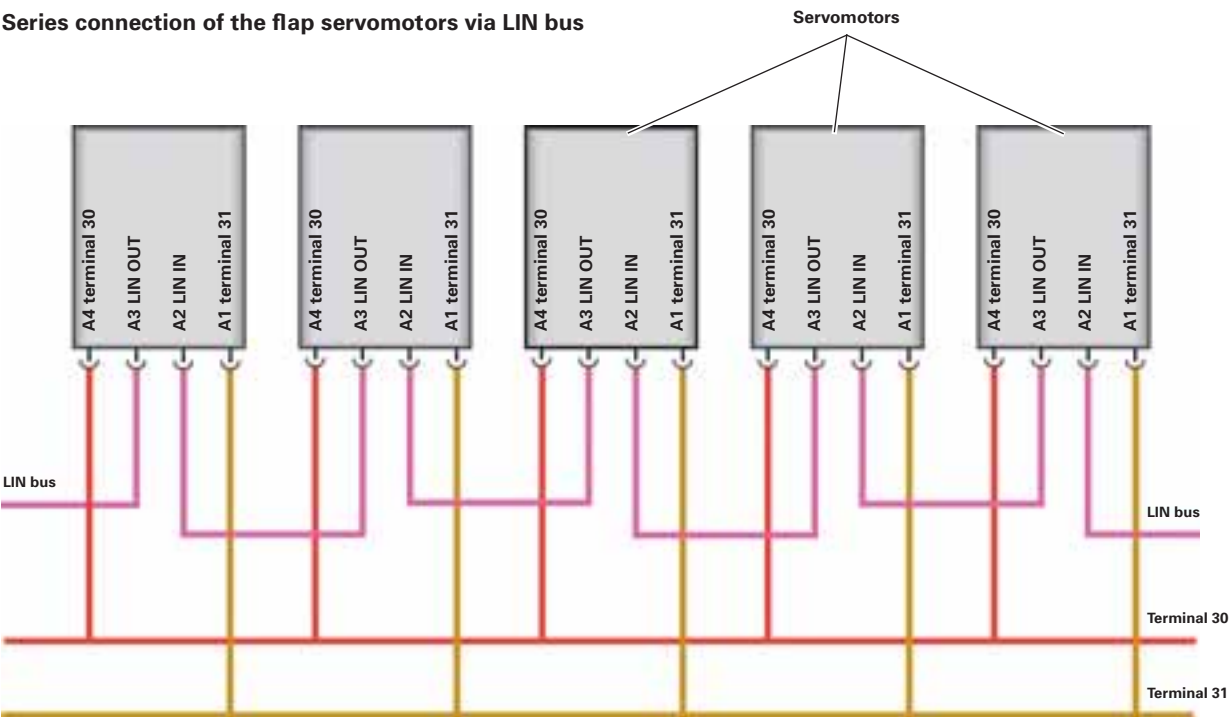 Series connection of the flap servomotors via LIN bus
Servomotors
A4 terminal 30
A3 LIN OUT
A2 LIN IN
A1 terminal 31
A4 terminal 30
A3 LIN OUT
A2 LIN IN
A1 terminal 31
A4 terminal 30
A3 LIN OUT
A2 LIN IN
A1 terminal 31
A4 terminal 30
A3 LIN OUT
A2 LIN IN
A1 terminal 31
A4 terminal 30
A3 LIN OUT
A2 LIN IN
A1 terminal 31
LIN bus
LIN bus
Terminal 30
Terminal 31